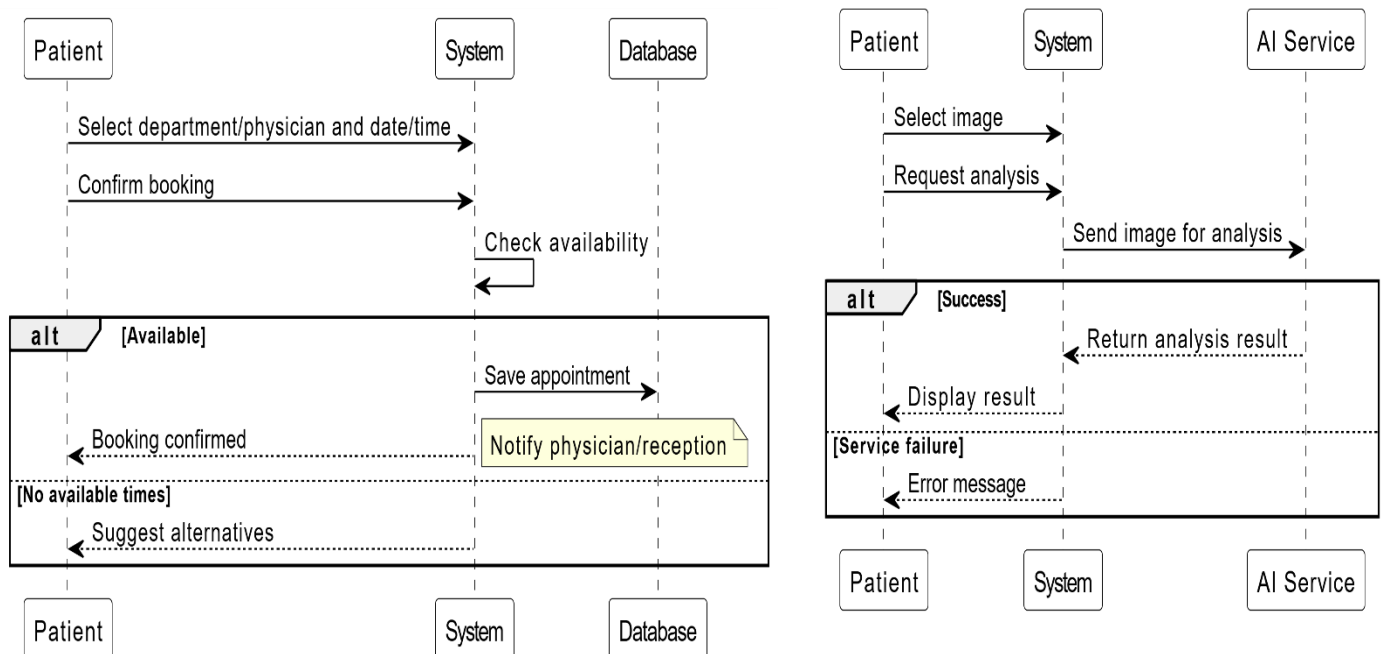 Patient
System
Database
Select department/physician and date/time
Confirm booking
Check availability
alt
[Available]
Save appointment
Booking confirmed
Notify physician/reception
[No available times]
Suggest alternatives
Patient
System
Database
Patient
System
AI Service
Select image
Request analysis
Send image for analysis
alt
[Success]
Return analysis result
Display result
[Service failure]
Error message
Patient
System
AI Service